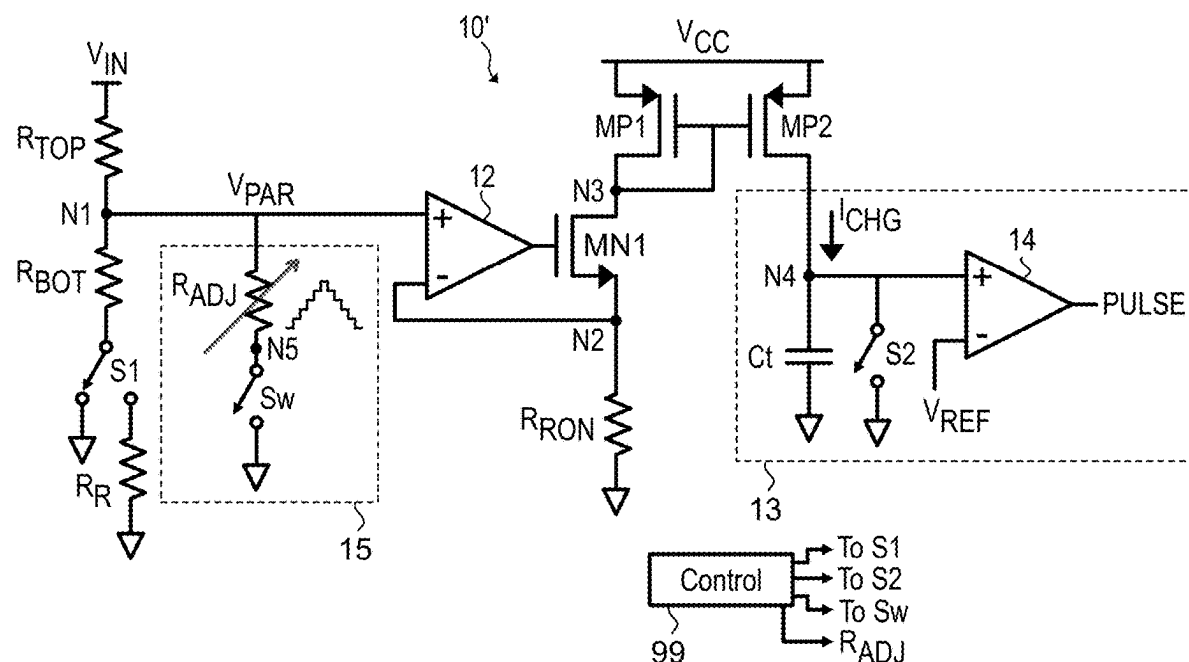 10'
VIN
VCC
RTOP
MP1
MP2
N1
VPAR
12
N3
ICHG
MN1
14
RBOT
RADJ
N4
+
-
+
-
PULSE
N5
N2
S1
Sw
Ct
S2
VREF
RRON
RR
15
13
Control
To S1
To S2
To Sw
RADJ
99